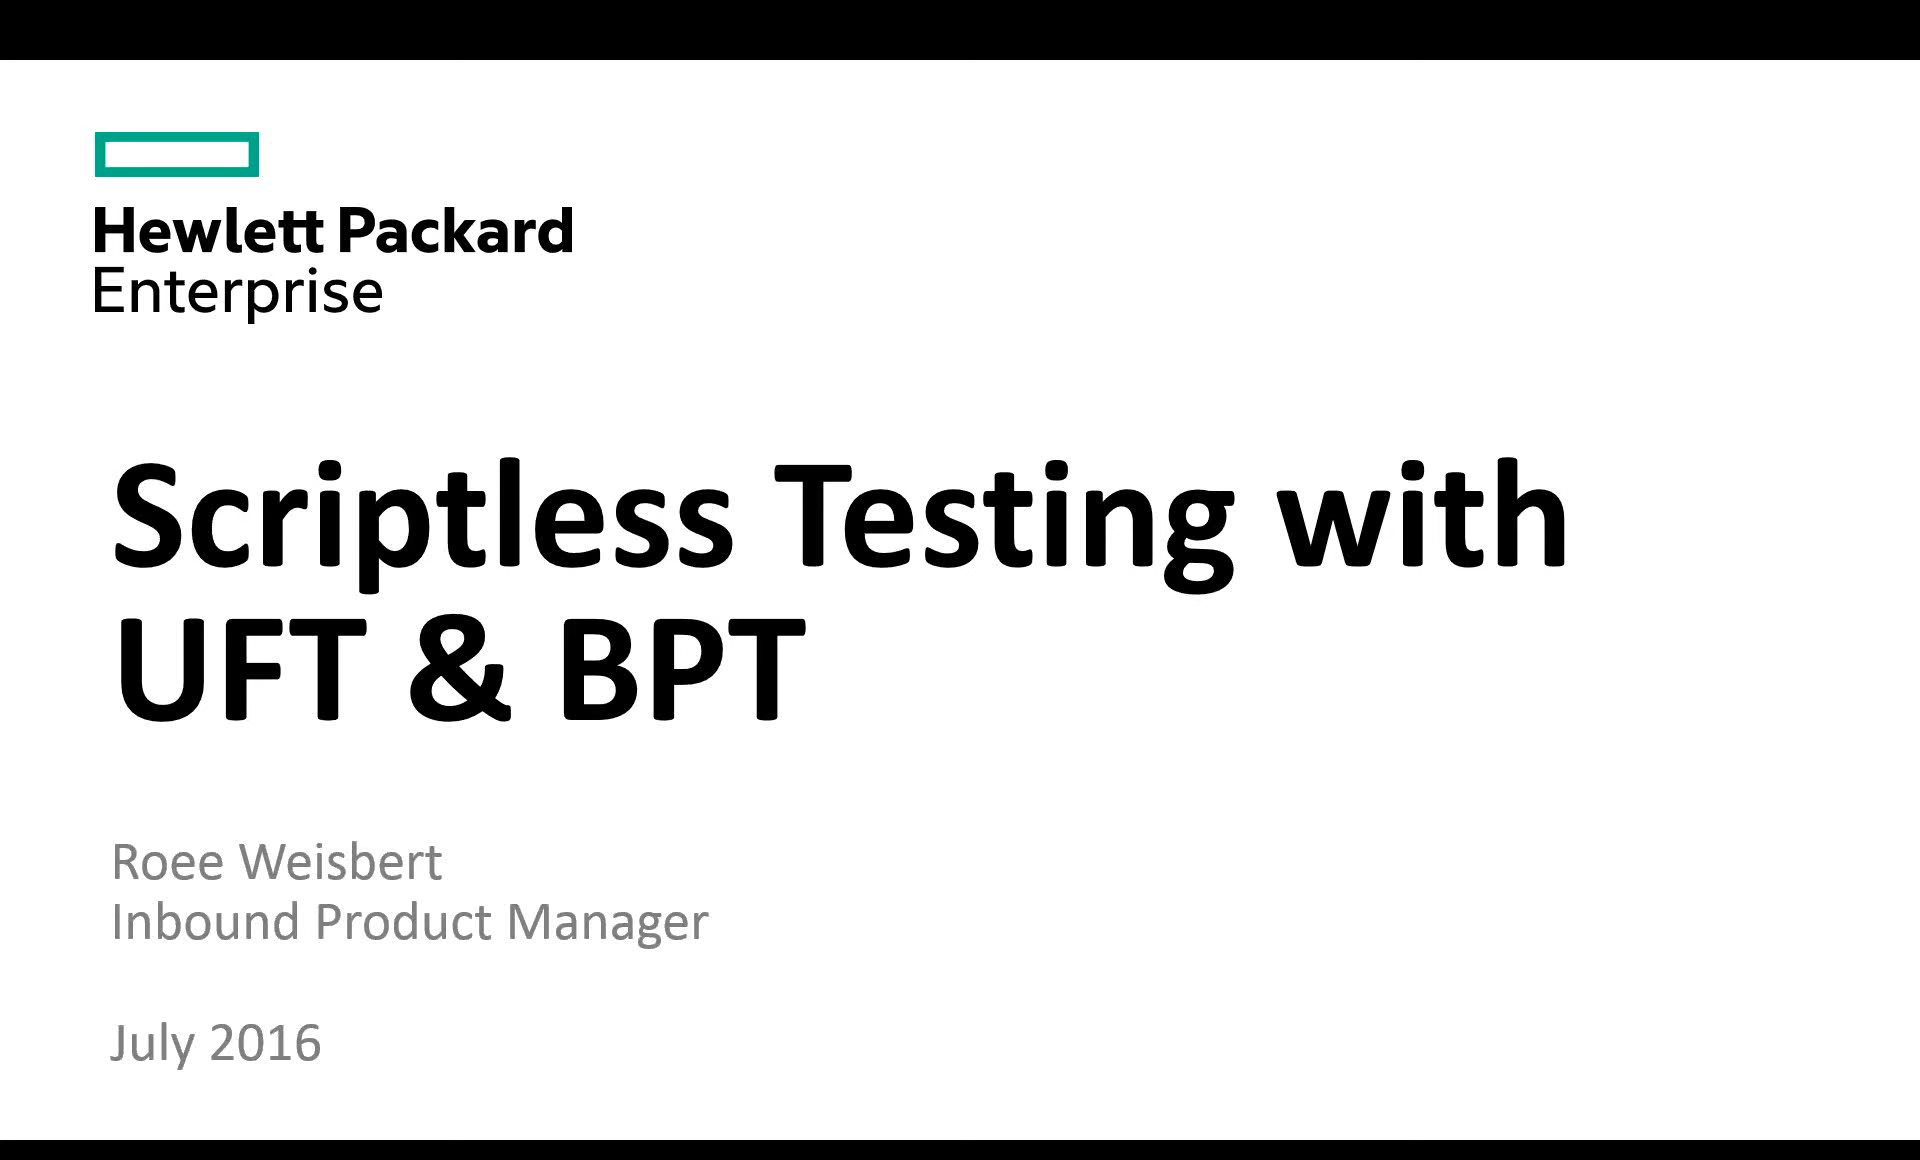 Hewlett Packard
Enterprise
Scriptless Testing with
UFT & BPT
Roee Weisbert
Inbound Product Manager
July 2016